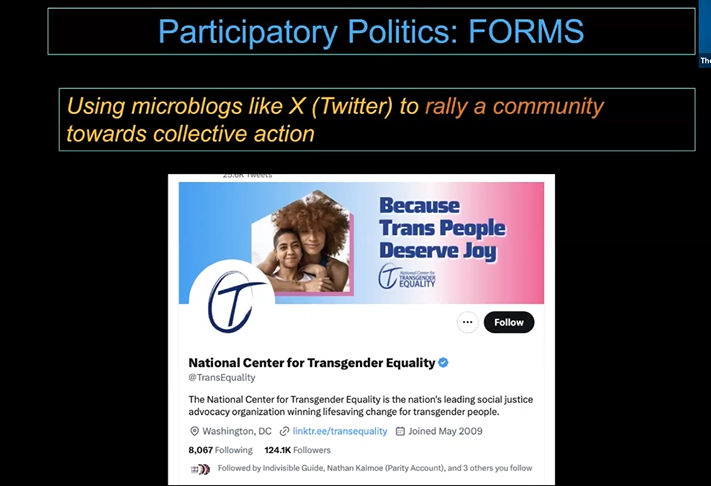 Participatory Politics: FORMS
The
Using microblogs like X (Twitter) to rally a community
towards collective action
25.6K Tweets
Because
Trans People
Deserve Joy
National Center for
TRANSGENDER
EQUALITY
Follow
National Center for Transgender Equality
@TransEquality
The National Center for Transgender Equality is the nation's leading social justice
advocacy organization winning lifesaving change for transgender people.
Washington, DC linktr.ee/transequality Joined May 2009
8,067 Following 124.1K Followers
Followed by Indivisible Guide, Nathan Kalmoe (Parity Account), and 3 others you follow